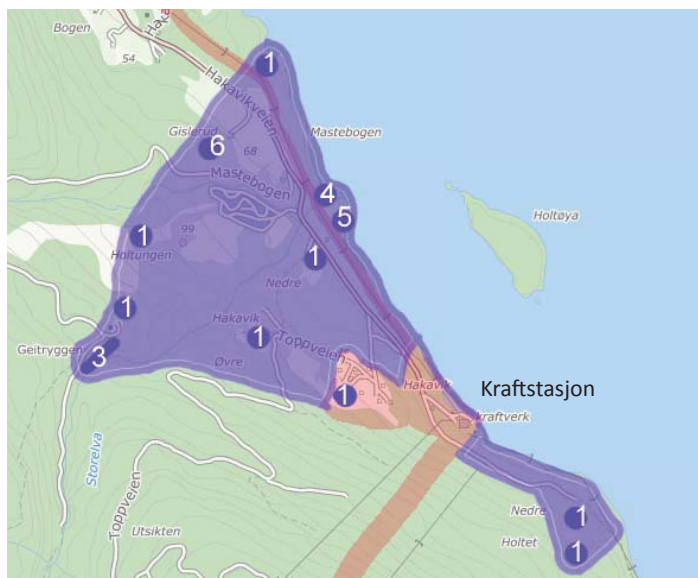 Bogen
54
Haka
1
Hakavikveien
Mastebogen
Gislerud
6
68
Mastebogen
4
5
Holtøya
1
99
Holtungen
1
Nedre
1
Hakavik
1
Toppveien
Geitryggen
3
Øvre
1
Hakavik
Kraftstasjon
kraftverk
Storelva
Toppveien
Utsikten
Nedre
1
Holtet
1